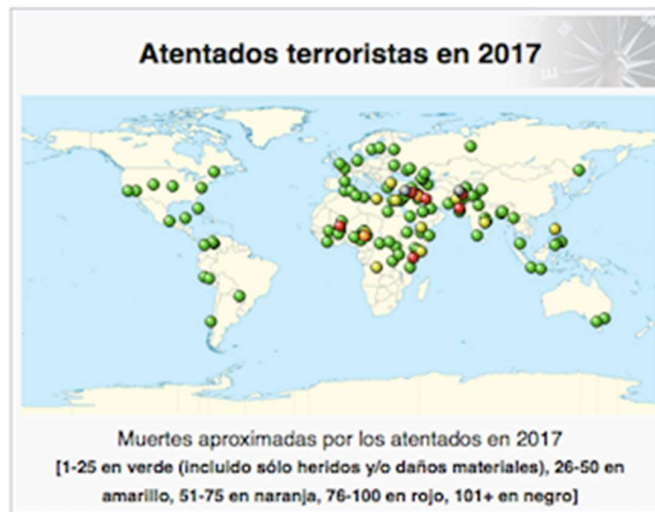 Atentados terroristas en 2017
Muertes aproximadas por los atentados en 2017
[1-25 en verde (incluido sólo heridos y/o daños materiales), 26-50 en
amarillo, 51-75 en naranja, 76-100 en rojo, 101+ en negro]